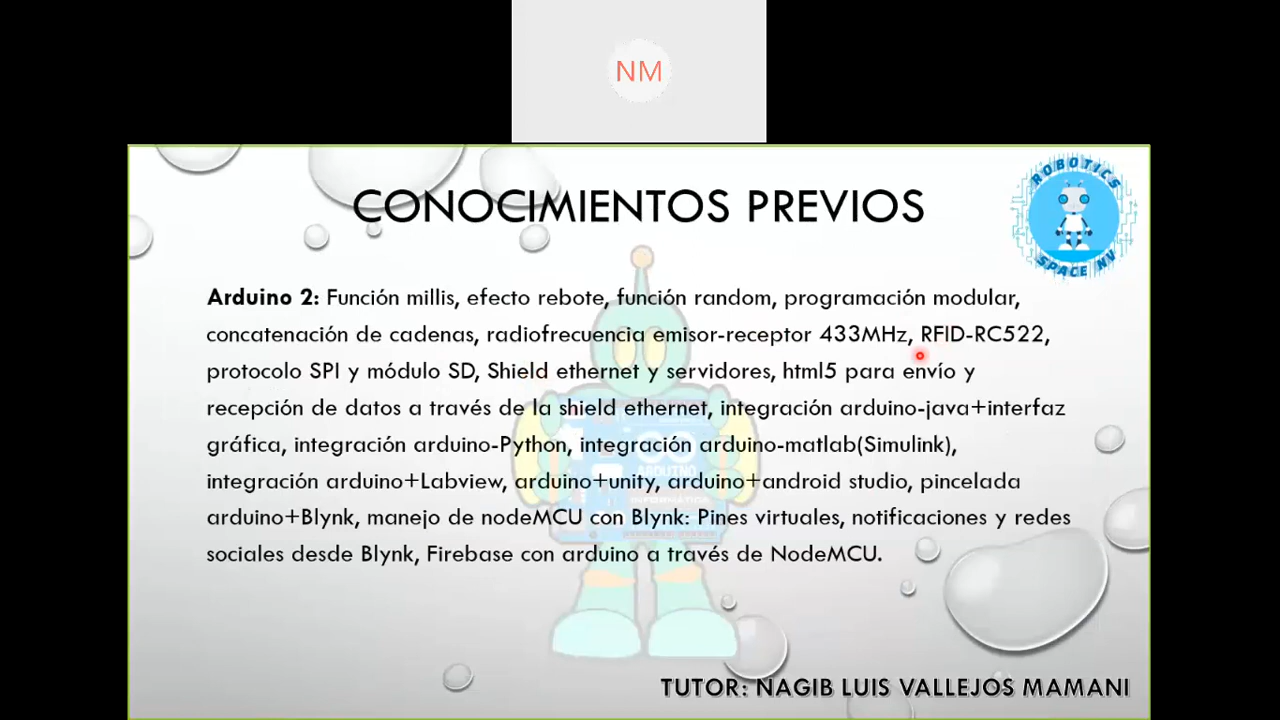 NM
CONOCIMIENTOS PREVIOS
ROBOTICS
SPACE NV
Arduino 2: Función millis, efecto rebote, función random, programación modular,
concatenación de cadenas, radiofrecuencia emisor-receptor 433MHz, RFID-RC522,
protocolo SPI y módulo SD, Shield ethernet y servidores, html5 para envío y
recepción de datos a través de la shield ethernet, integración arduino-java+interfaz
gráfica, integración arduino-Python, integración arduino-matlab(Simulink),
integración arduino+Labview, arduino+unity, arduino+android studio, pincelada
arduino+Blynk, manejo de nodeMCU con Blynk: Pines virtuales, notificaciones y redes
sociales desde Blynk, Firebase con arduino a través de NodeMCU.
ARDUINO
INFORMÁTICA
TUTOR: NAGIB LUIS VALLEJOS MAMANI